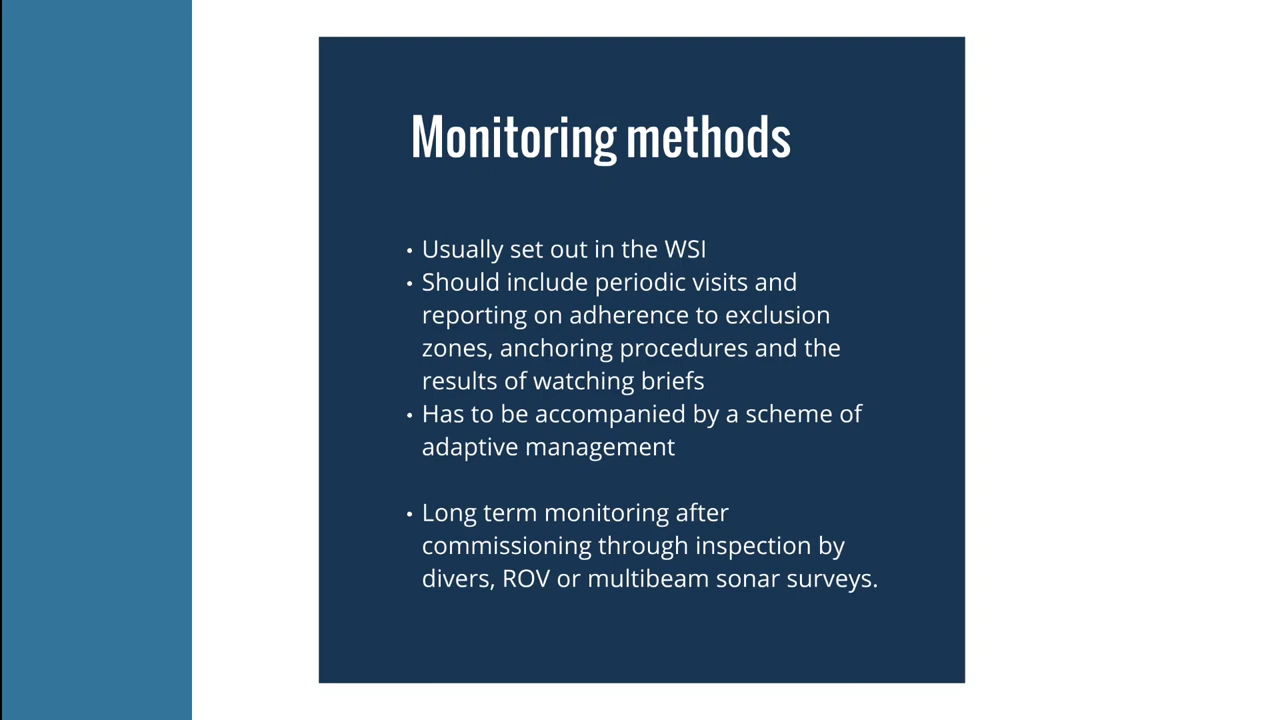 Monitoring methods
• Usually set out in the WSI
• Should include periodic visits and
reporting on adherence to exclusion
zones, anchoring procedures and the
results of watching briefs
• Has to be accompanied by a scheme of
adaptive management
• Long term monitoring after
commissioning through inspection by
divers, ROV or multibeam sonar surveys.